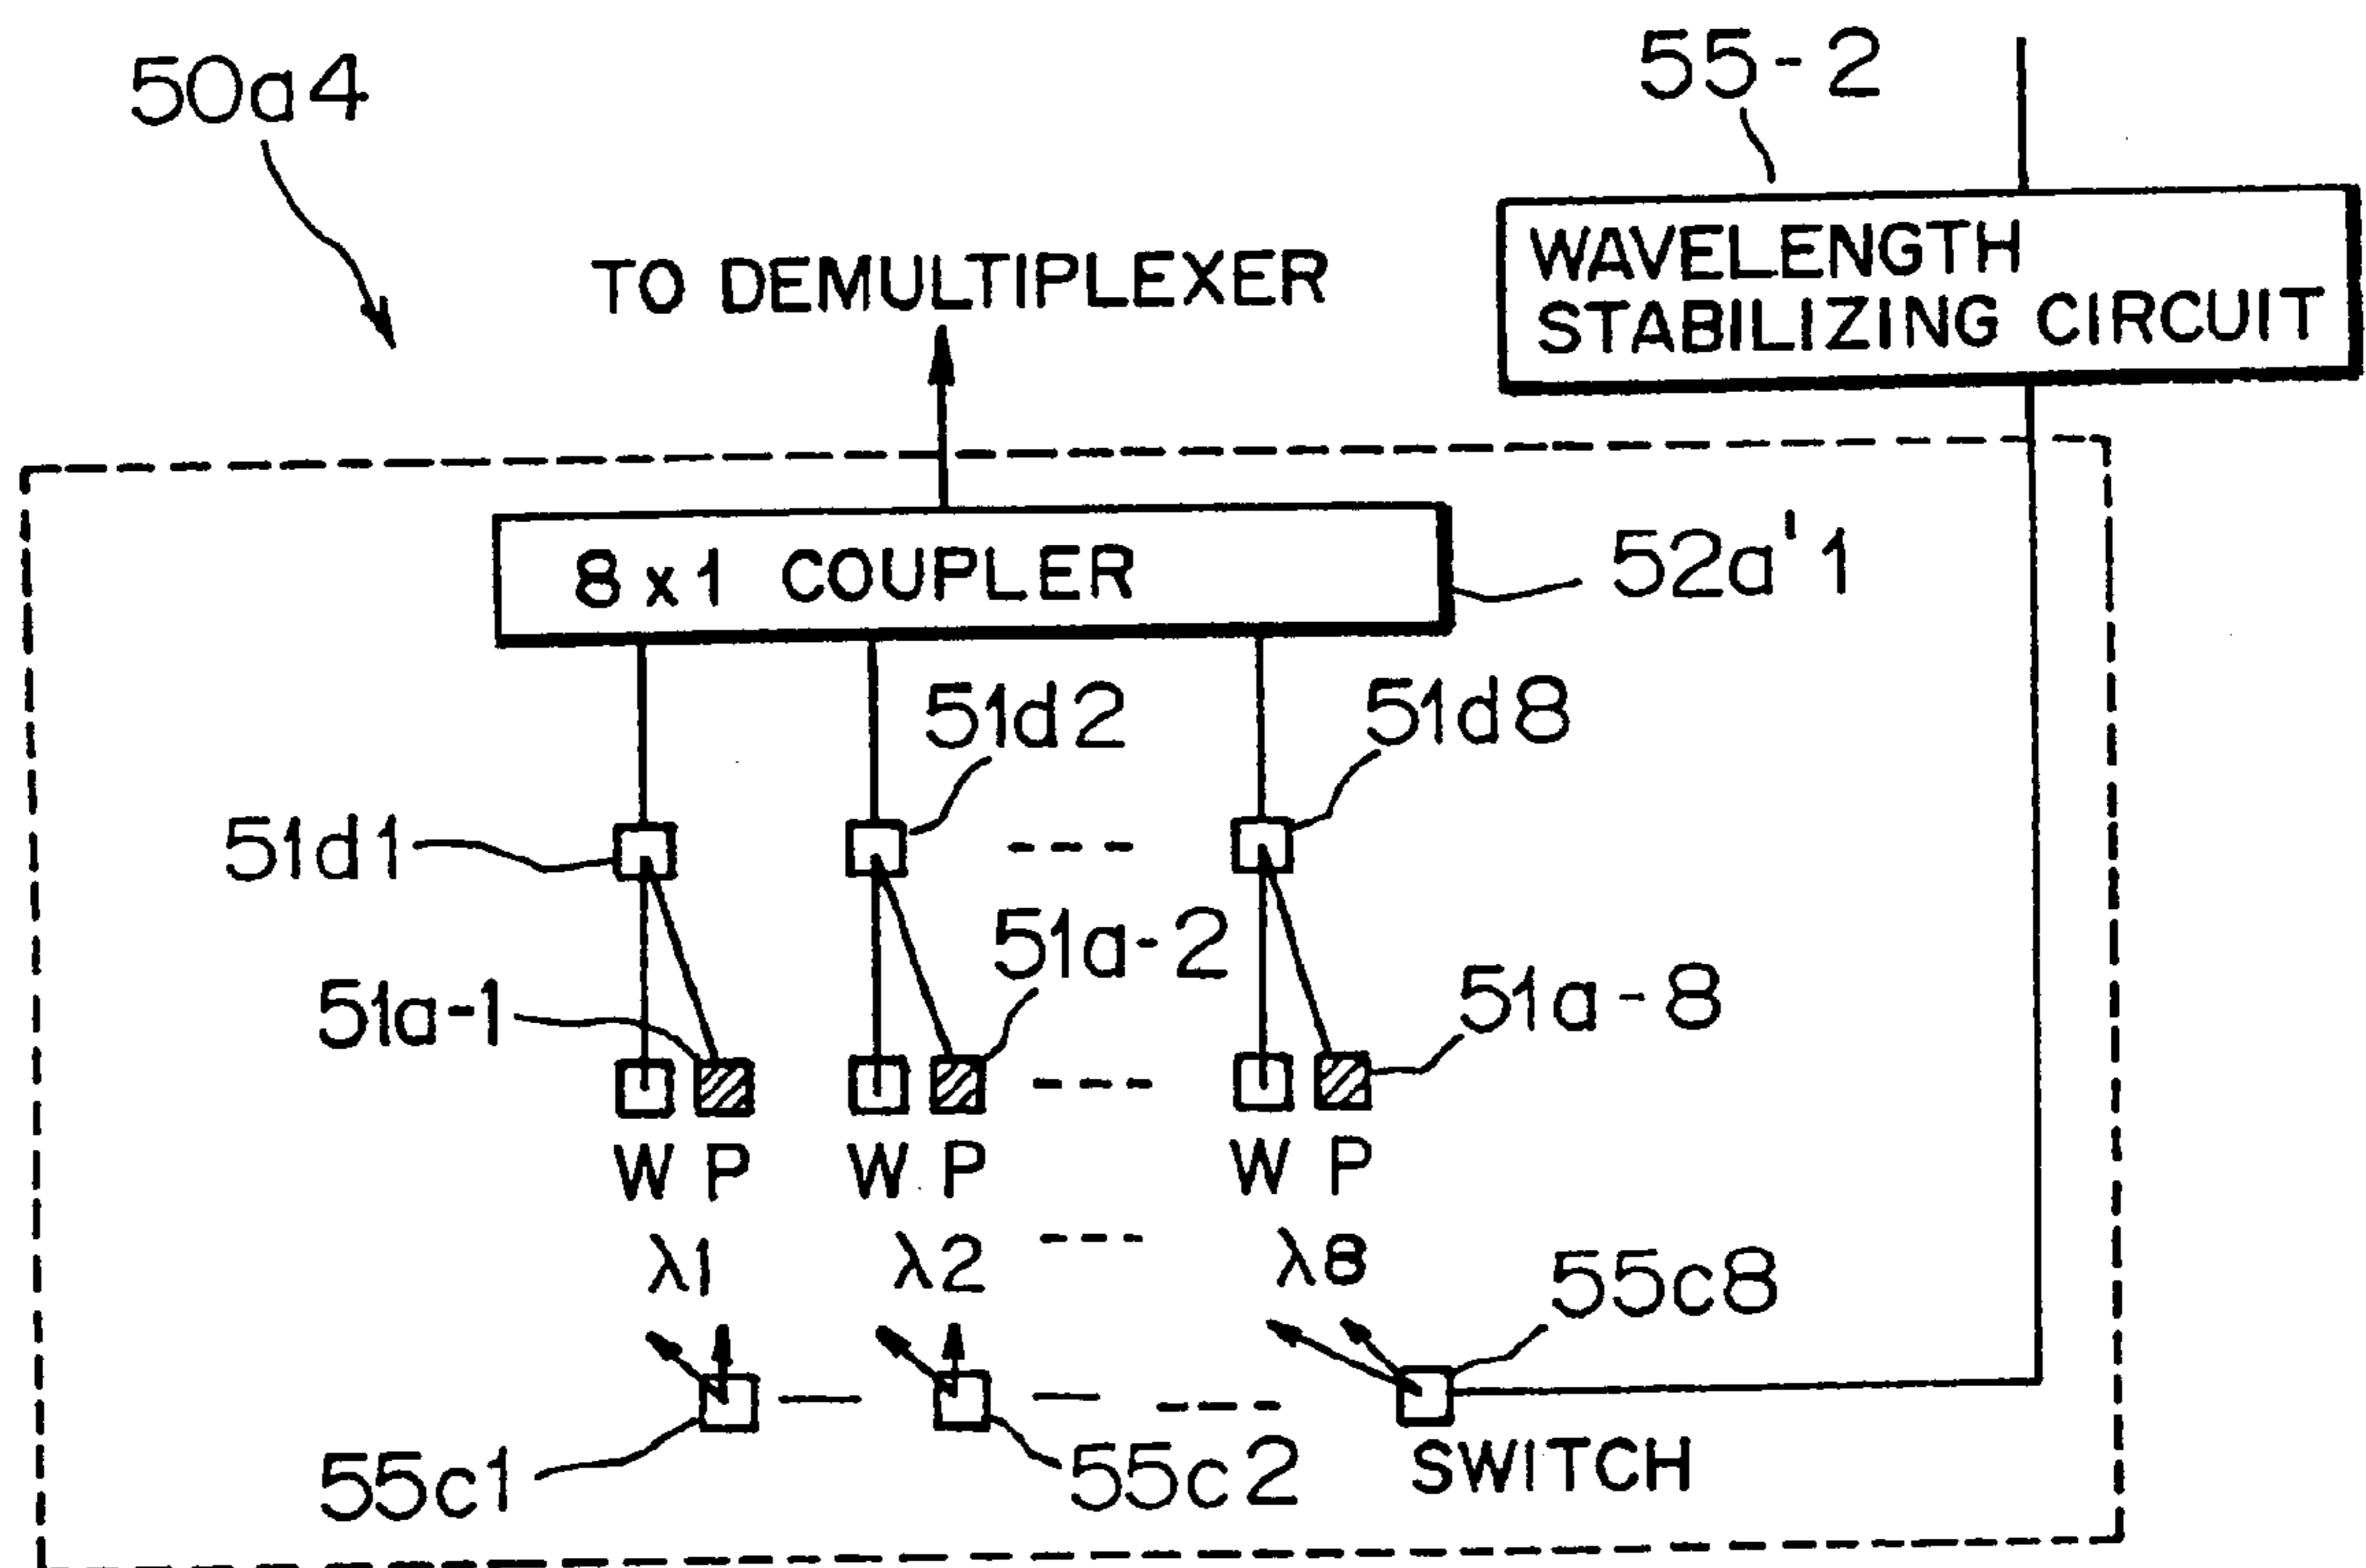 50a4
55-2
WAVELENGTH
STABILIZING CIRCUIT
TO DEMULTIPLEXER
8x1 COUPLER
52a'1
51d2
51d8
51d1
51a-2
51a-1
51a-8
W P W P W P
λ1 λ2 --- λ8
55c8
55c1
55c2
SWITCH